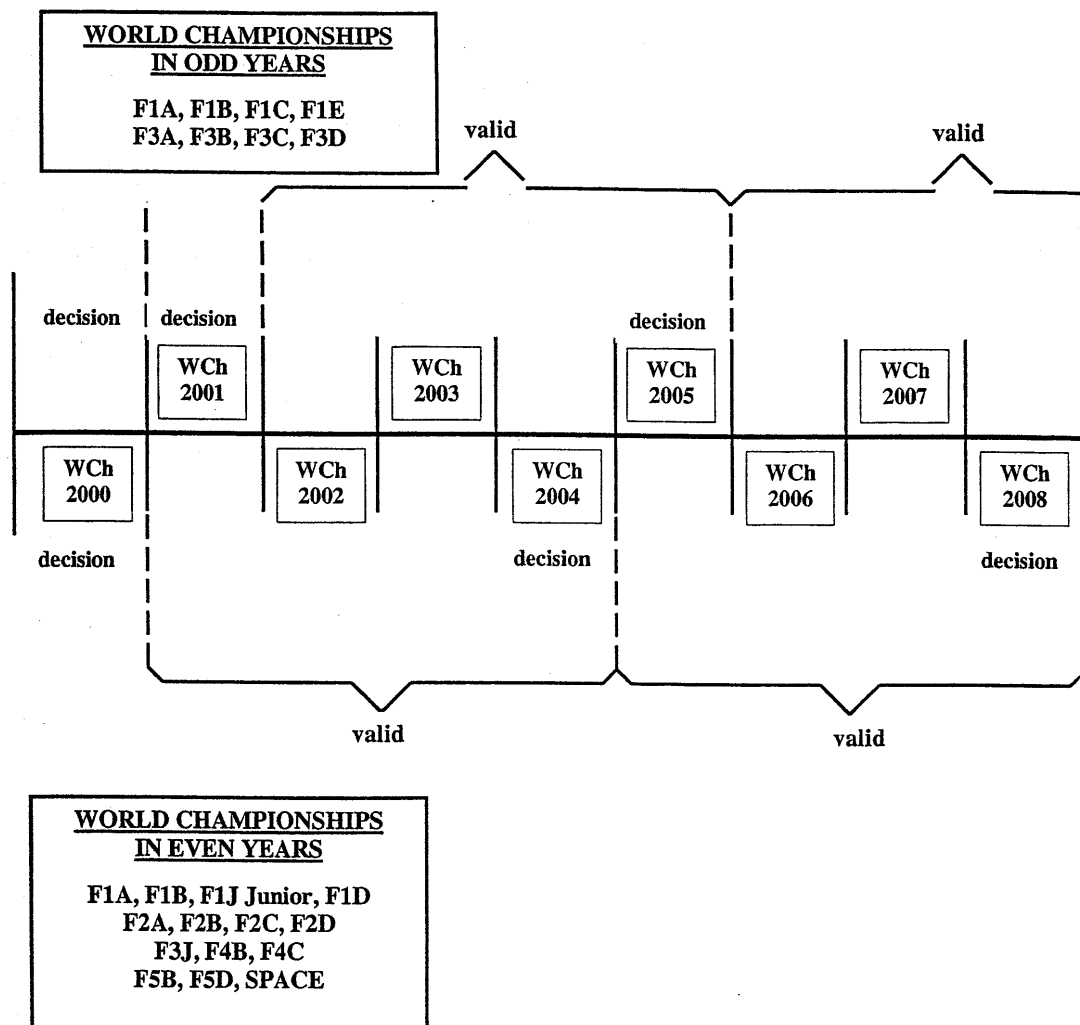 WORLD CHAMPIONSHIPS
IN ODD YEARS
F1A, F1B, F1C, F1E
F3A, F3B, F3C, F3D
valid
valid
decision
decision
decision
WCh
2001
WCh
2003
WCh
2005
WCh
2007
WCh
2000
WCh
2002
WCh
2004
WCh
2006
WCh
2008
decision
decision
decision
valid
valid
WORLD CHAMPIONSHIPS
IN EVEN YEARS
F1A, F1B, F1J Junior, F1D
F2A, F2B, F2C, F2D
F3J, F4B, F4C
F5B, F5D, SPACE